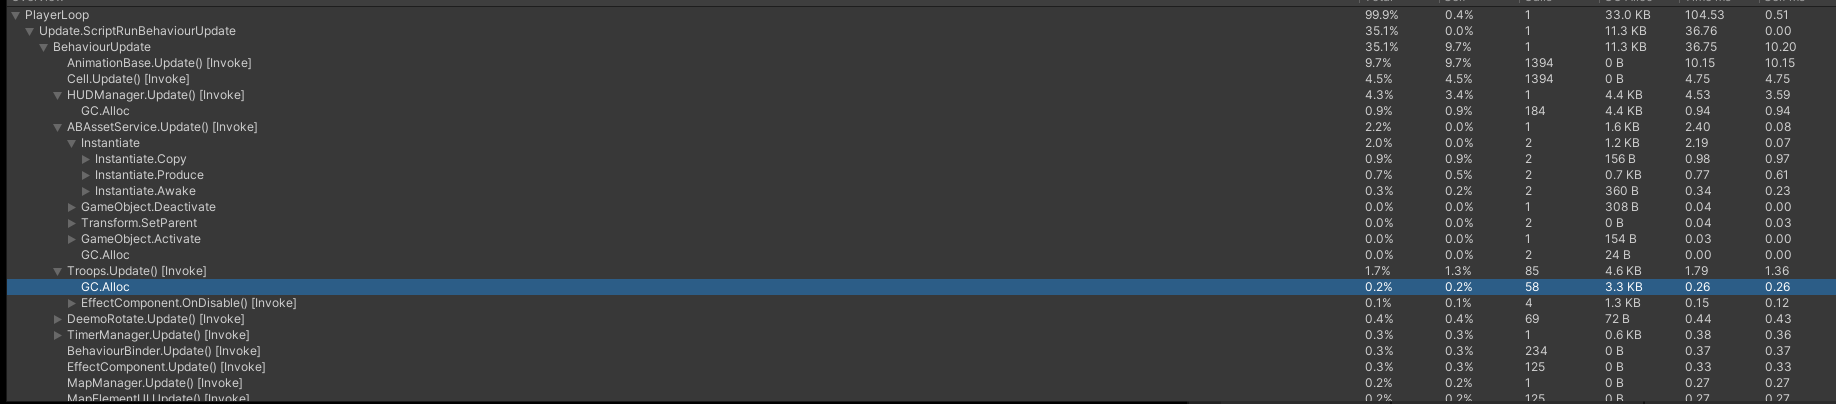 PlayerLoop 99.9% 0.4% 1 33.0 KB 104.53 0.51
Update.ScriptRunBehaviourUpdate 35.1% 0.0% 1 11.3 KB 36.76 0.00
BehaviourUpdate 35.1% 9.7% 1 11.3 KB 36.75 10.20
AnimationBase.Update() [Invoke] 9.7% 9.7% 1394 0 B 10.15 10.15
Cell.Update() [Invoke] 4.5% 4.5% 1394 0 B 4.75 4.75
HUDManager.Update() [Invoke] 4.3% 3.4% 1 4.4 KB 4.53 3.59
GC.Alloc 0.9% 0.9% 184 4.4 KB 0.94 0.94
ABAssetService.Update() [Invoke] 2.2% 0.0% 1 1.6 KB 2.40 0.08
Instantiate 2.0% 0.0% 2 1.2 KB 2.19 0.07
Instantiate.Copy 0.9% 0.9% 2 156 B 0.98 0.97
Instantiate.Produce 0.7% 0.5% 2 0.7 KB 0.77 0.61
Instantiate.Awake 0.3% 0.2% 2 360 B 0.34 0.23
GameObject.Deactivate 0.0% 0.0% 1 308 B 0.04 0.00
Transform.SetParent 0.0% 0.0% 2 0 B 0.04 0.03
GameObject.Activate 0.0% 0.0% 1 154 B 0.03 0.00
GC.Alloc 0.0% 0.0% 2 24 B 0.00 0.00
Troops.Update() [Invoke] 1.7% 1.3% 85 4.6 KB 1.79 1.36
GC.Alloc 0.2% 0.2% 58 3.3 KB 0.26 0.26
EffectComponent.OnDisable() [Invoke] 0.1% 0.1% 4 1.3 KB 0.15 0.12
DeemoRotate.Update() [Invoke] 0.4% 0.4% 69 72 B 0.44 0.43
TimerManager.Update() [Invoke] 0.3% 0.3% 1 0.6 KB 0.38 0.36
BehaviourBinder.Update() [Invoke] 0.3% 0.3% 234 0 B 0.37 0.37
EffectComponent.Update() [Invoke] 0.3% 0.3% 125 0 B 0.33 0.33
MapManager.Update() [Invoke] 0.2% 0.2% 1 0 B 0.27 0.27
MapElementUI.Update() [Invoke] 0.2% 0.2% 125 0 B 0.27 0.27